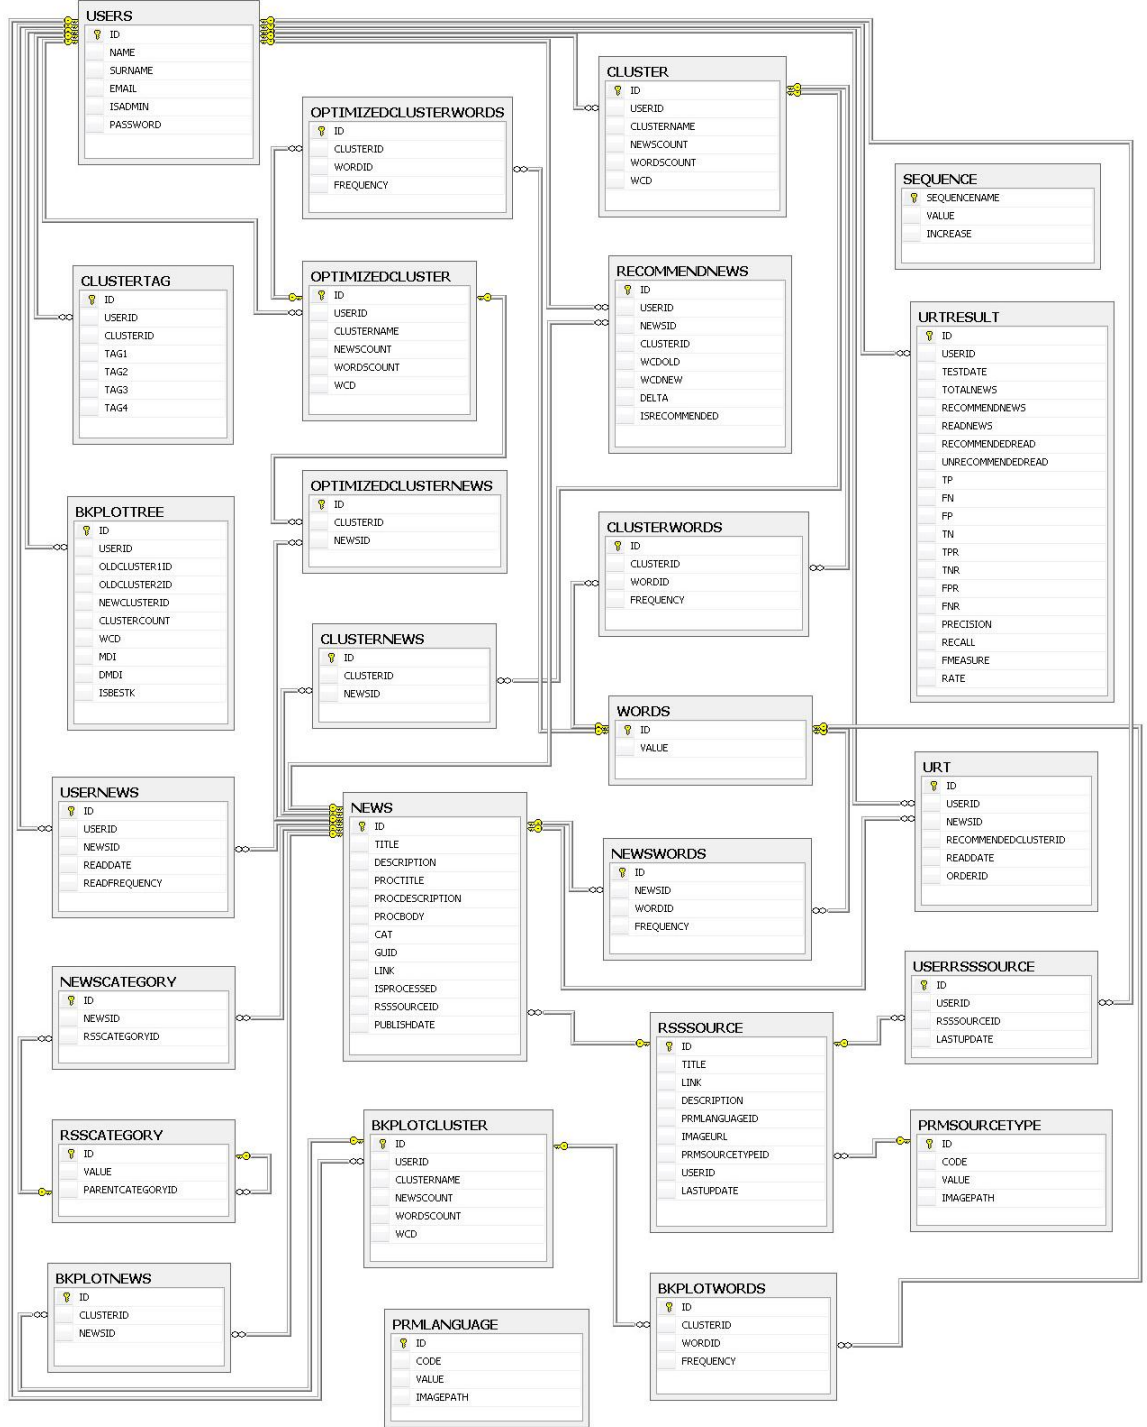 USERS
ID
NAME
SURNAME
EMAIL
ISADMIN
PASSWORD
OPTIMIZEDCLUSTERWORDS
ID
CLUSTERID
WORDID
FREQUENCY
CLUSTER
ID
USERID
CLUSTERNAME
NEWSCOUNT
WORDSCOUNT
WCD
SEQUENCE
SEQUENCENAME
VALUE
INCREASE
CLUSTERTAG
ID
USERID
CLUSTERID
TAG1
TAG2
TAG3
TAG4
OPTIMIZEDCLUSTER
ID
USERID
CLUSTERNAME
NEWSCOUNT
WORDSCOUNT
WCD
RECOMMENDNEWS
ID
USERID
NEWSID
CLUSTERID
WCDOLD
WCDNEW
DELTA
ISRECOMMENDED
URTRESULT
ID
USERID
TESTDATE
TOTALNEWS
RECOMMENDNEWS
READNEWS
RECOMMENDEDREAD
UNRECOMMENDEDREAD
TP
FN
FP
TN
TPR
TNR
FPR
FNR
PRECISION
RECALL
FMEASURE
RATE
BKPLOTTREE
ID
USERID
OLDCLUSTER1ID
OLDCLUSTER2ID
NEWCLUSTERID
CLUSTERCOUNT
WCD
MDI
DMDI
ISBESTK
OPTIMIZEDCLUSTERNEWS
ID
CLUSTERID
NEWSID
CLUSTERWORDS
ID
CLUSTERID
WORDID
FREQUENCY
CLUSTERNEWS
ID
CLUSTERID
NEWSID
WORDS
ID
VALUE
USERNEWS
ID
USERID
NEWSID
READDATE
READFREQUENCY
NEWS
ID
TITLE
DESCRIPTION
PROCTITLE
PROCDESCRIPTION
PROCBODY
CAT
GUID
LINK
ISPROCESSED
RSSSOURCEID
PUBLISHDATE
NEWSWORDS
ID
NEWSID
WORDID
FREQUENCY
URT
ID
USERID
NEWSID
RECOMMENDEDCLUSTERID
READDATE
ORDERID
NEWSCATEGORY
ID
NEWSID
RSSCATEGORYID
USERRSSSOURCE
ID
USERID
RSSSOURCEID
LASTUPDATE
RSSSOURCE
ID
TITLE
LINK
DESCRIPTION
PRMLANGUAGEID
IMAGEURL
PRMSOURCETYPEID
USERID
LASTUPDATE
RSSCATEGORY
ID
VALUE
PARENTCATEGORYID
BKPLOTCLUSTER
ID
USERID
CLUSTERNAME
NEWSCOUNT
WORDSCOUNT
WCD
PRMSOURCETYPE
ID
CODE
VALUE
IMAGEPATH
BKPLOTNEWS
ID
CLUSTERID
NEWSID
PRMLANGUAGE
ID
CODE
VALUE
IMAGEPATH
BKPLOTWORDS
ID
CLUSTERID
WORDID
FREQUENCY